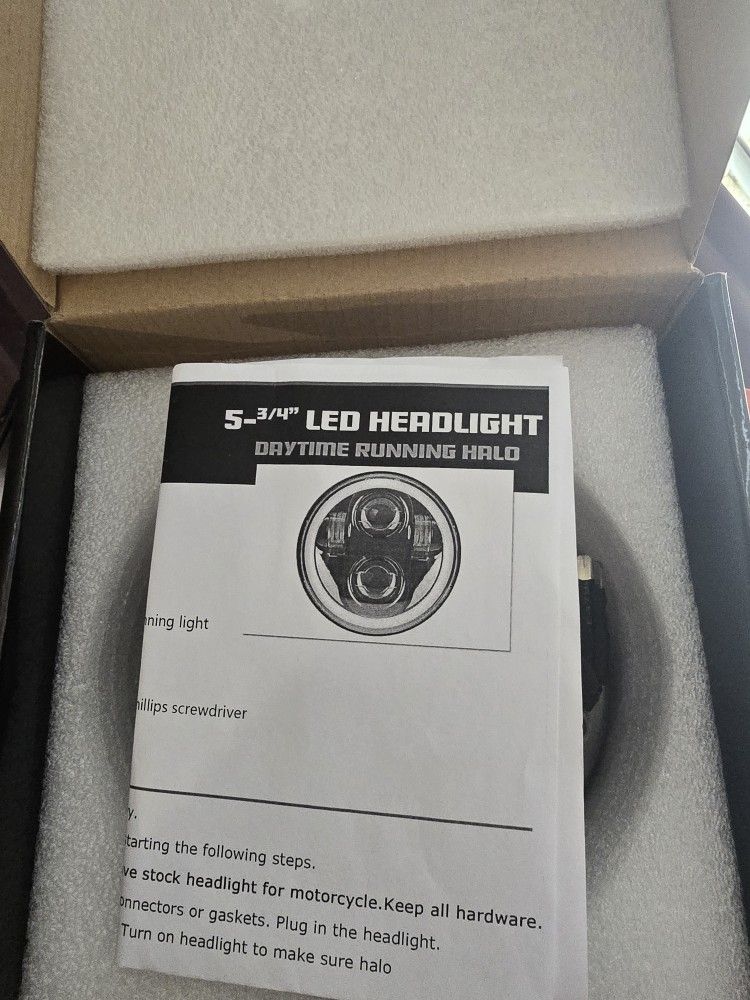 5-3/4” LED HEADLIGHT
DAYTIME RUNNING HALO
nning light
hillips screwdriver
y.
tarting the following steps.
ve stock headlight for motorcycle.Keep all hardware.
onnectors or gaskets. Plug in the headlight.
Turn on headlight to make sure halo